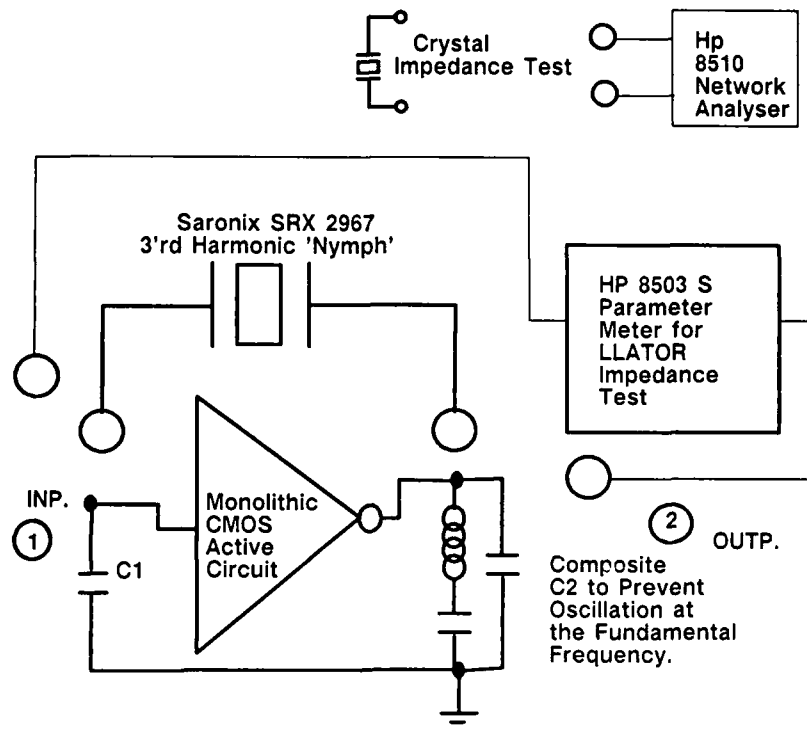 Crystal
Impedance Test
Hp
8510
Network
Analyser
Saronix SRX 2967
3'rd Harmonic 'Nymph'
HP 8503 S
Parameter
Meter for
LLATOR
Impedance
Test
INP.
1
C1
Monolithic
CMOS
Active
Circuit
2
OUTP.
Composite
C2 to Prevent
Oscillation at
the Fundamental
Frequency.